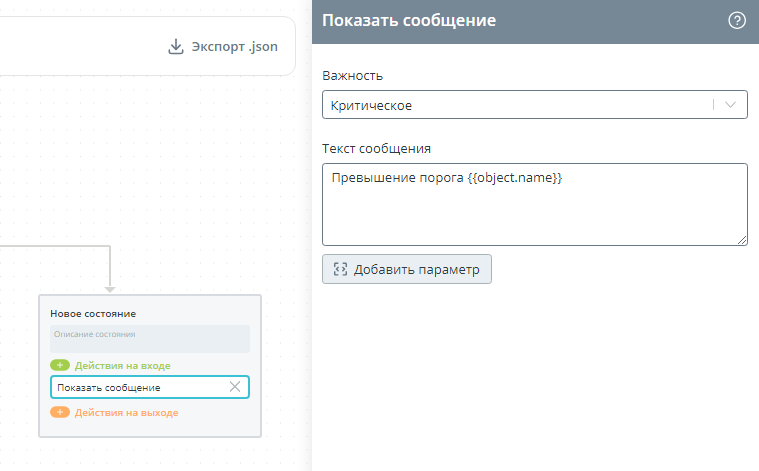 Экспорт .json
Новое состояние
Описание состояния
Действия на входе
Показать сообщение
Действия на выходе
Показать сообщение
Важность
Критическое
Текст сообщения
Превышение порога {{object.name}}
Добавить параметр